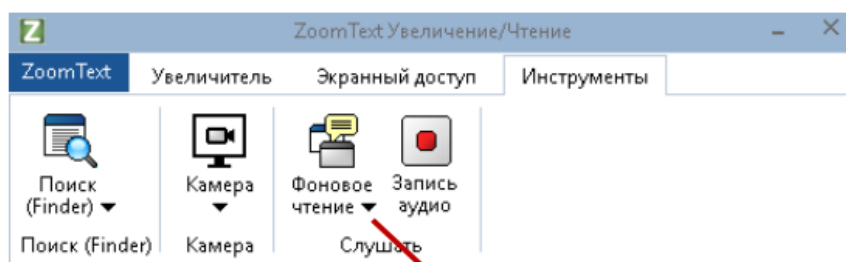 Z ZoomText Увеличение/Чтение
ZoomText Увеличитель Экранный доступ Инструменты
Поиск Камера Фоновое Запись
(Finder) чтение аудио
Поиск (Finder) Камера Слушать